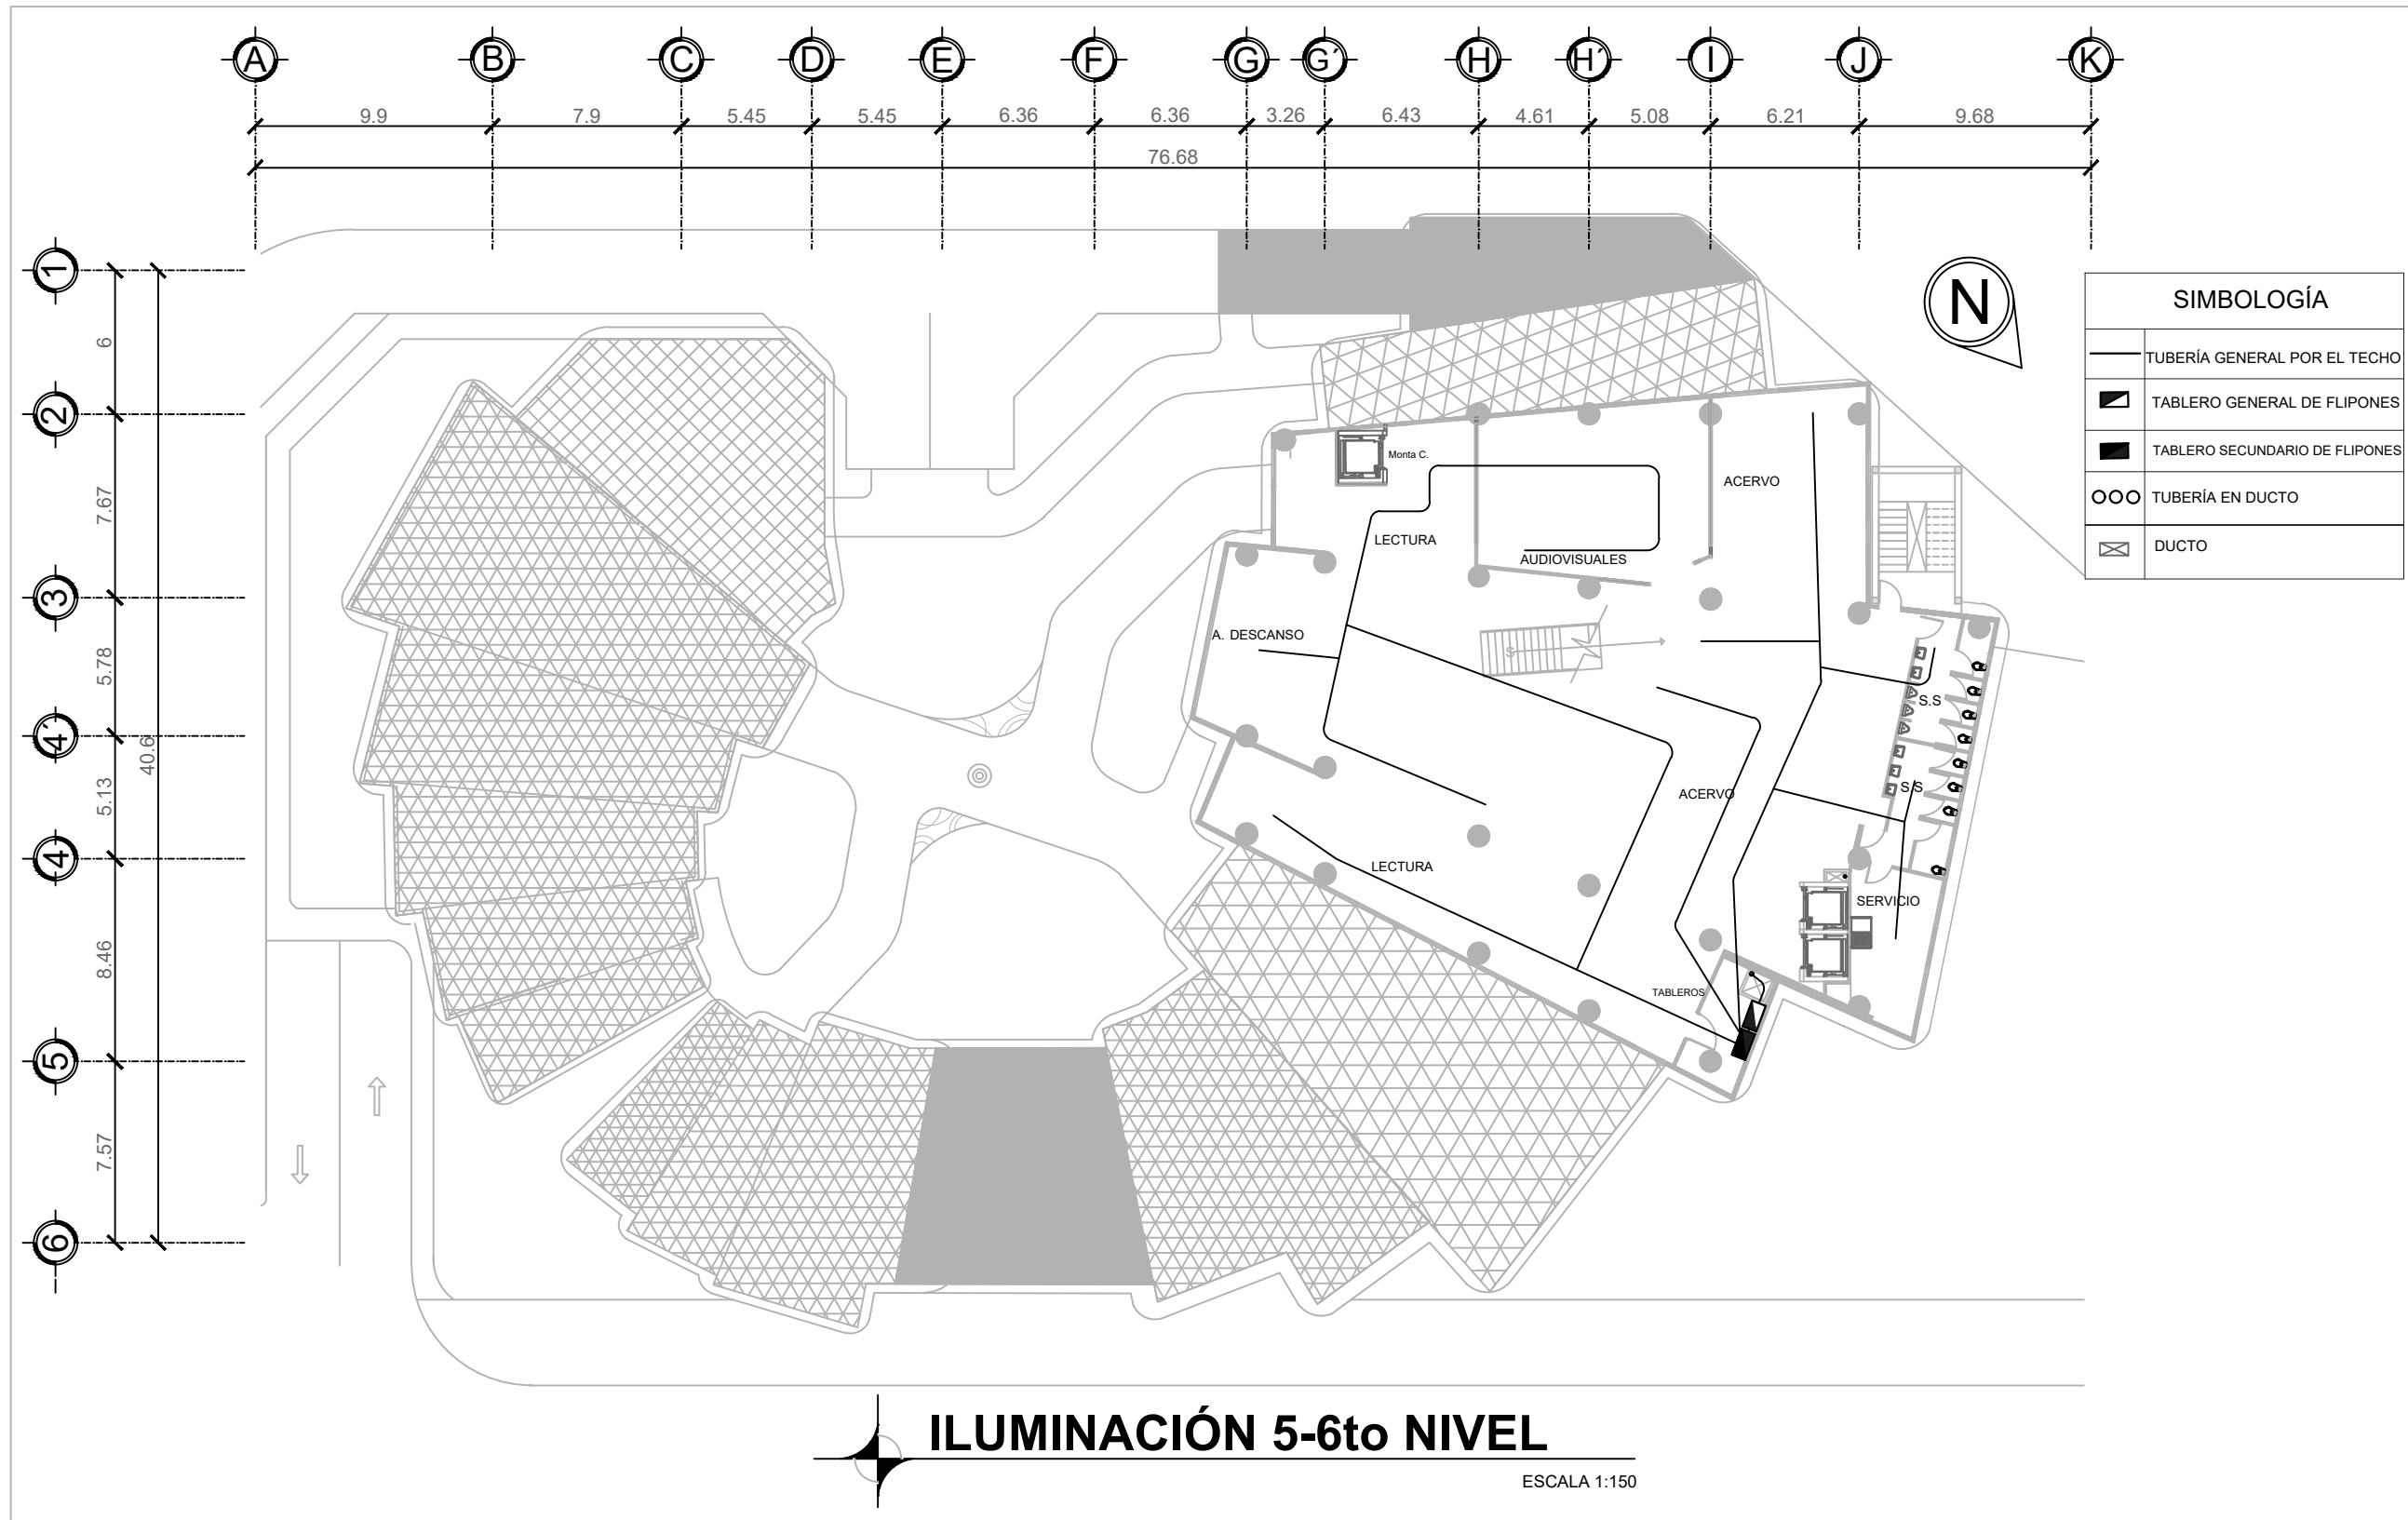 A B C D E F G G´ H H´ I J K
9.9 7.9 5.45 5.45 6.36 6.36 3.26 6.43 4.61 5.08 6.21 9.68
76.68
1
6
2
7.67
3
5.78
4´
5.13
40.6
4
8.46
5
7.57
6
N
SIMBOLOGÍA
TUBERÍA GENERAL POR EL TECHO
TABLERO GENERAL DE FLIPONES
TABLERO SECUNDARIO DE FLIPONES
TUBERÍA EN DUCTO
DUCTO
Monta C.
ACERVO
LECTURA
AUDIOVISUALES
A. DESCANSO
S
S.S
S.S
ACERVO
LECTURA
SERVICIO
TABLEROS
ILUMINACIÓN 5-6to NIVEL
ESCALA 1:150